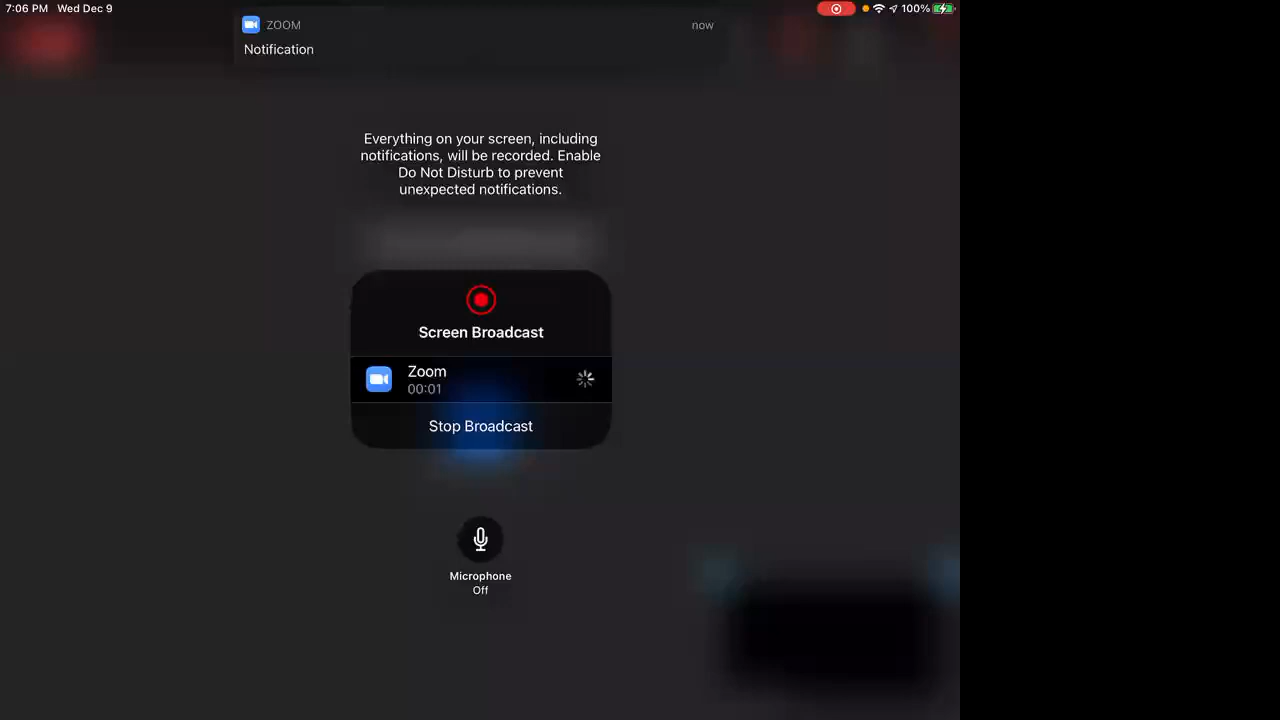 7:06 PM Wed Dec 9 100%
ZOOM now
Notification
Everything on your screen, including
notifications, will be recorded. Enable
Do Not Disturb to prevent
unexpected notifications.
Screen Broadcast
Zoom
00:01
Stop Broadcast
Microphone
Off